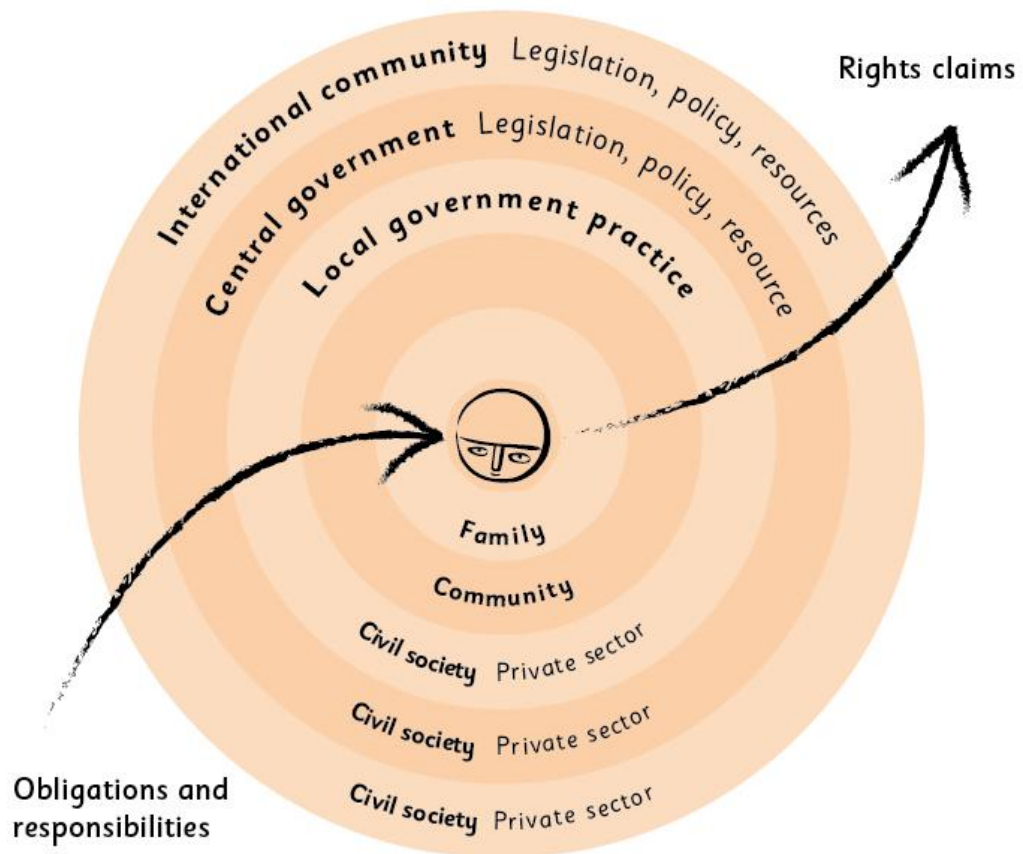 International community Legislation, policy, resources
Rights claims
Central government Legislation, policy, resource
Local government practice
Family
Community
Civil society Private sector
Civil society Private sector
Civil society Private sector
Obligations and
responsibilities